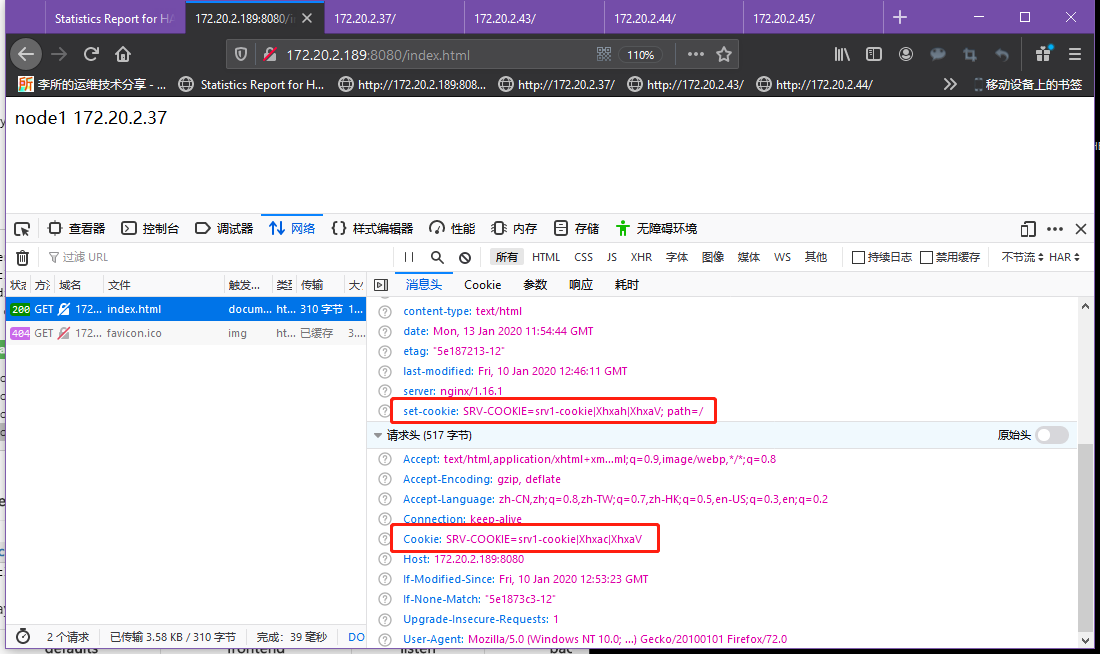 Statistics Report for HA
172.20.2.189:8080/in
172.20.2.37/
172.20.2.43/
172.20.2.44/
172.20.2.45/
172.20.2.189:8080/index.html
110%
李所的运维技术分享 - ...
Statistics Report for H...
http://172.20.2.189:808...
http://172.20.2.37/
http://172.20.2.43/
http://172.20.2.44/
移动设备上的书签
node1 172.20.2.37
查看器 控制台 调试器 网络 样式编辑器 性能 内存 存储 无障碍环境
过滤 URL
所有 HTML CSS JS XHR 字体 图像 媒体 WS 其他 持续日志 禁用缓存 不节流 HAR
状态 方法 域名 文件 触发... 类型 传输 大小
消息头 Cookie 参数 响应 耗时
200 GET 172... index.html docum... ht... 310 字节 1...
404 GET 172... favicon.ico img ht... 已缓存 3....
content-type: text/html
date: Mon, 13 Jan 2020 11:54:44 GMT
etag: "5e187213-12"
last-modified: Fri, 10 Jan 2020 12:46:11 GMT
server: nginx/1.16.1
set-cookie: SRV-COOKIE=srv1-cookie|Xhxah|XhxaV; path=/
请求头 (517 字节)
原始头
Accept: text/html,application/xhtml+xm...ml;q=0.9,image/webp,*/*;q=0.8
Accept-Encoding: gzip, deflate
Accept-Language: zh-CN,zh;q=0.8,zh-TW;q=0.7,zh-HK;q=0.5,en-US;q=0.3,en;q=0.2
Connection: keep-alive
Cookie: SRV-COOKIE=srv1-cookie|Xhxac|XhxaV
Host: 172.20.2.189:8080
If-Modified-Since: Fri, 10 Jan 2020 12:53:23 GMT
If-None-Match: "5e1873c3-12"
Upgrade-Insecure-Requests: 1
User-Agent: Mozilla/5.0 (Windows NT 10.0; ...) Gecko/20100101 Firefox/72.0
2 个请求 已传输 3.58 KB / 310 字节 完成：39 毫秒 DO
defaults frontend listen bac